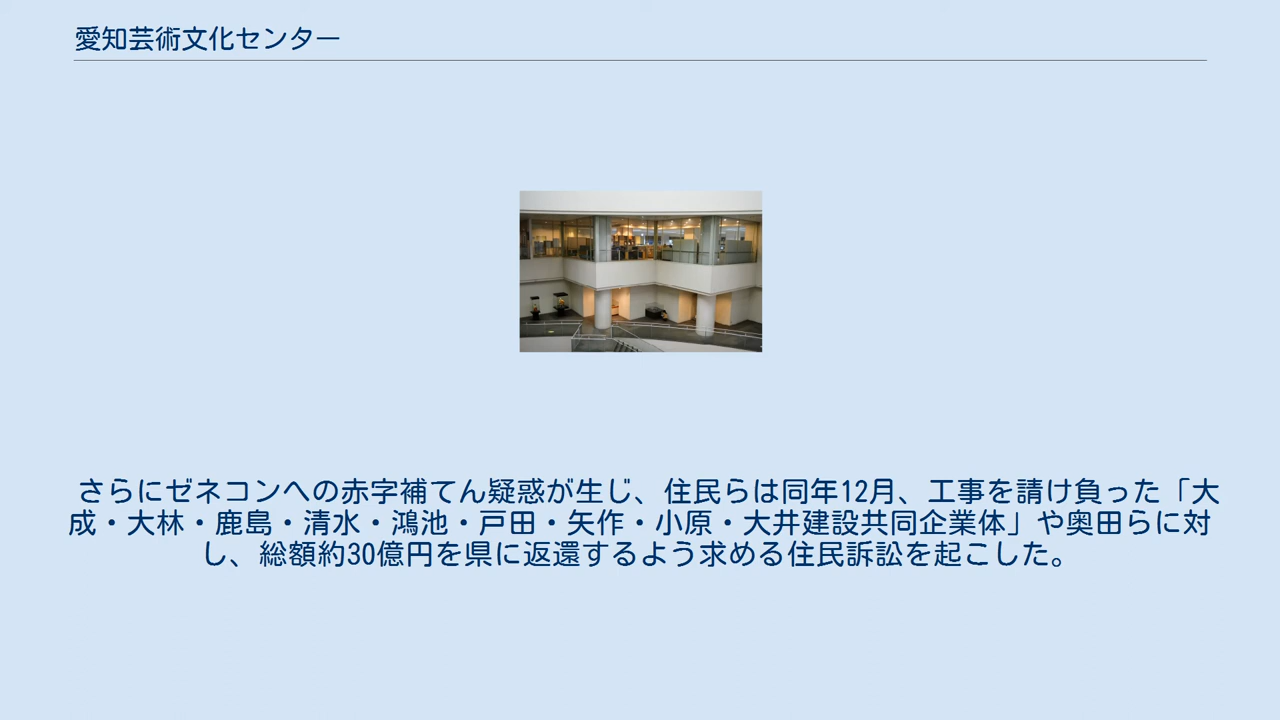 愛知芸術文化センター
さらにゼネコンへの赤字補てん疑惑が生じ、住民らは同年12月、工事を請け負った「大
成・大林・鹿島・清水・鴻池・戸田・矢作・小原・大井建設共同企業体」や奥田らに対
し、総額約30億円を県に返還するよう求める住民訴訟を起こした。